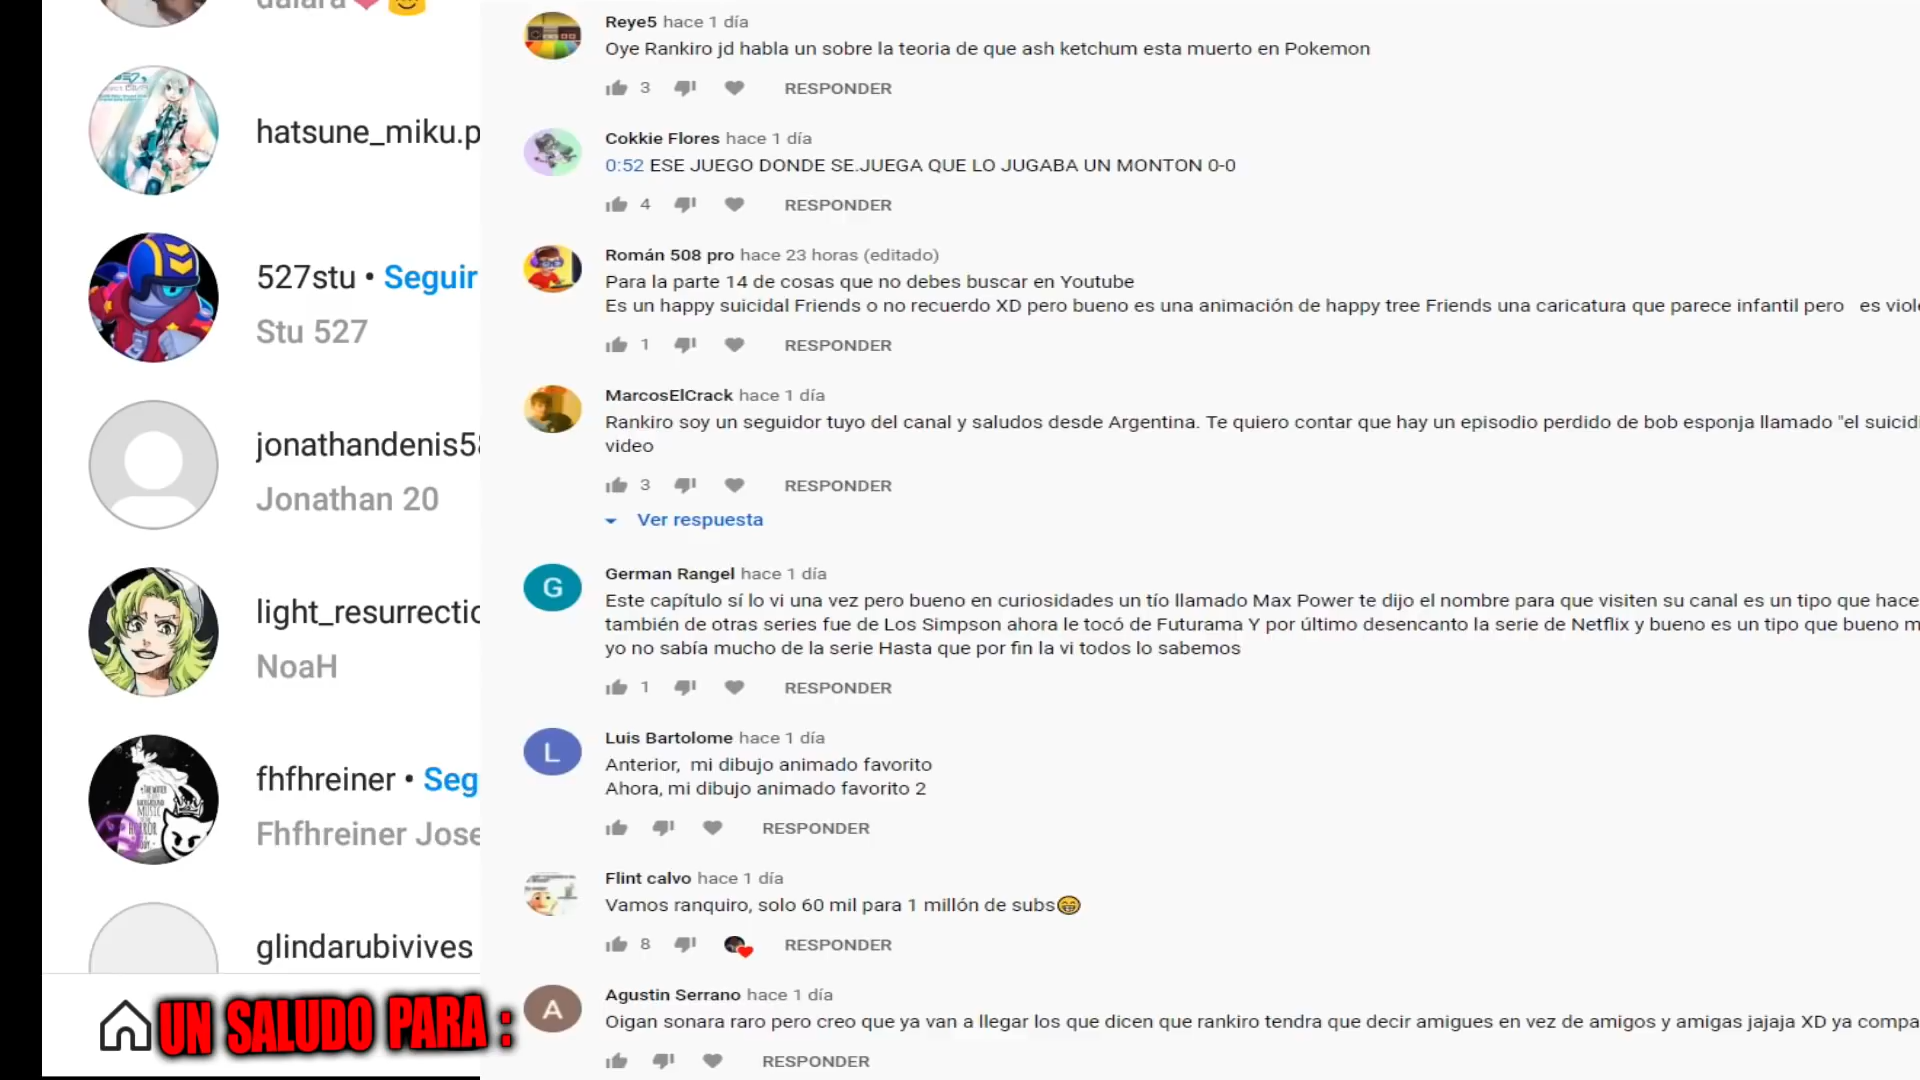 dalara
hatsune_miku.p
527stu • Seguir
Stu 527
jonathandenis58
Jonathan 20
light_resurrectio
NoaH
fhfhreiner • Seg
Fhfhreiner Jose
glindarubivives
UN SALUDO PARA :
Reye5 hace 1 día
Oye Rankiro jd habla un sobre la teoria de que ash ketchum esta muerto en Pokemon
3 RESPONDER
Cokkie Flores hace 1 día
0:52 ESE JUEGO DONDE SE.JUEGA QUE LO JUGABA UN MONTON 0-0
4 RESPONDER
Román 508 pro hace 23 horas (editado)
Para la parte 14 de cosas que no debes buscar en Youtube
Es un happy suicidal Friends o no recuerdo XD pero bueno es una animación de happy tree Friends una caricatura que parece infantil pero es viole
1 RESPONDER
MarcosElCrack hace 1 día
Rankiro soy un seguidor tuyo del canal y saludos desde Argentina. Te quiero contar que hay un episodio perdido de bob esponja llamado "el suicidi
video
3 RESPONDER
Ver respuesta
G
German Rangel hace 1 día
Este capítulo sí lo vi una vez pero bueno en curiosidades un tío llamado Max Power te dijo el nombre para que visiten su canal es un tipo que hace
también de otras series fue de Los Simpson ahora le tocó de Futurama Y por último desencanto la serie de Netflix y bueno es un tipo que bueno m
yo no sabía mucho de la serie Hasta que por fin la vi todos lo sabemos
1 RESPONDER
L
Luis Bartolome hace 1 día
Anterior, mi dibujo animado favorito
Ahora, mi dibujo animado favorito 2
RESPONDER
Flint calvo hace 1 día
Vamos ranquiro, solo 60 mil para 1 millón de subs😁
8 RESPONDER
A
Agustin Serrano hace 1 día
Oigan sonara raro pero creo que ya van a llegar los que dicen que rankiro tendra que decir amigues en vez de amigos y amigas jajaja XD ya compa
RESPONDER